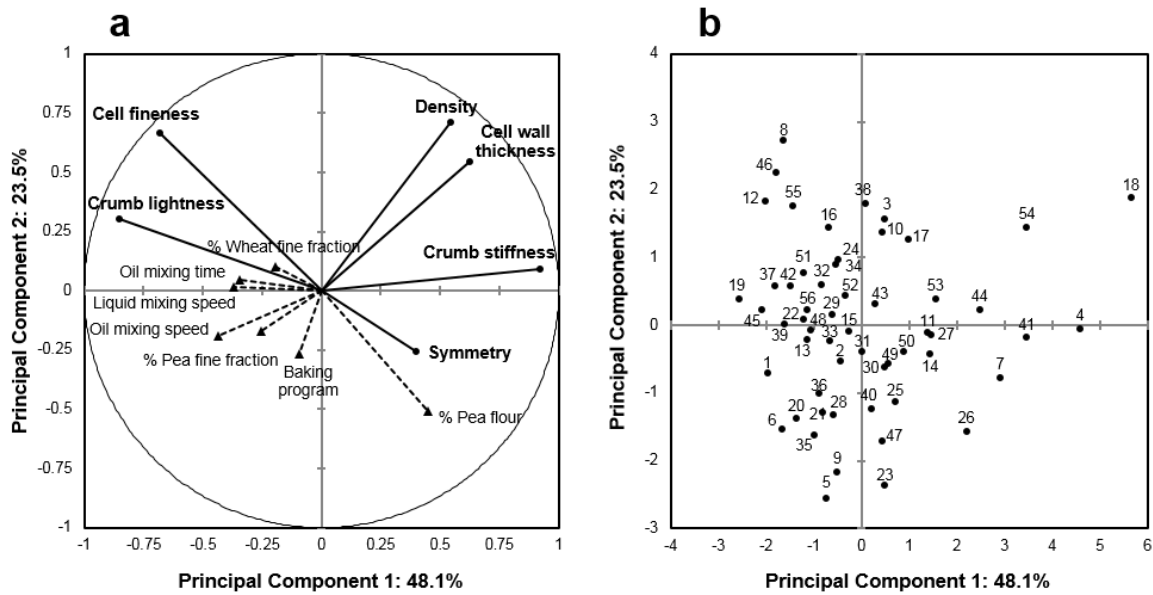 a
Principal Component 2: 23.5%
1
0.75
0.5
0.25
0
-0.25
-0.5
-0.75
-1
Cell fineness
Density
Cell wall
thickness
Crumb lightness
% Wheat fine fraction
Crumb stiffness
Oil mixing time
Liquid mixing speed
Oil mixing speed
% Pea fine fraction
Baking
program
Symmetry
% Pea flour
-1 -0.75 -0.5 -0.25 0 0.25 0.5 0.75 1
Principal Component 1: 48.1%
b
Principal Component 2: 23.5%
4
3
2
1
0
-1
-2
-3
8
46
12 55
38 3
18
16
10 17
54
24
34
51
32
37 42
52
19
45
56
29
43
53
44
22
48
15
39
13
33
2
31
11
27
41
4
1
50
49
30
14
7
36
40
25
20
21 28
6
35
47
26
9
5
23
-4 -3 -2 -1 0 1 2 3 4 5 6
Principal Component 1: 48.1%